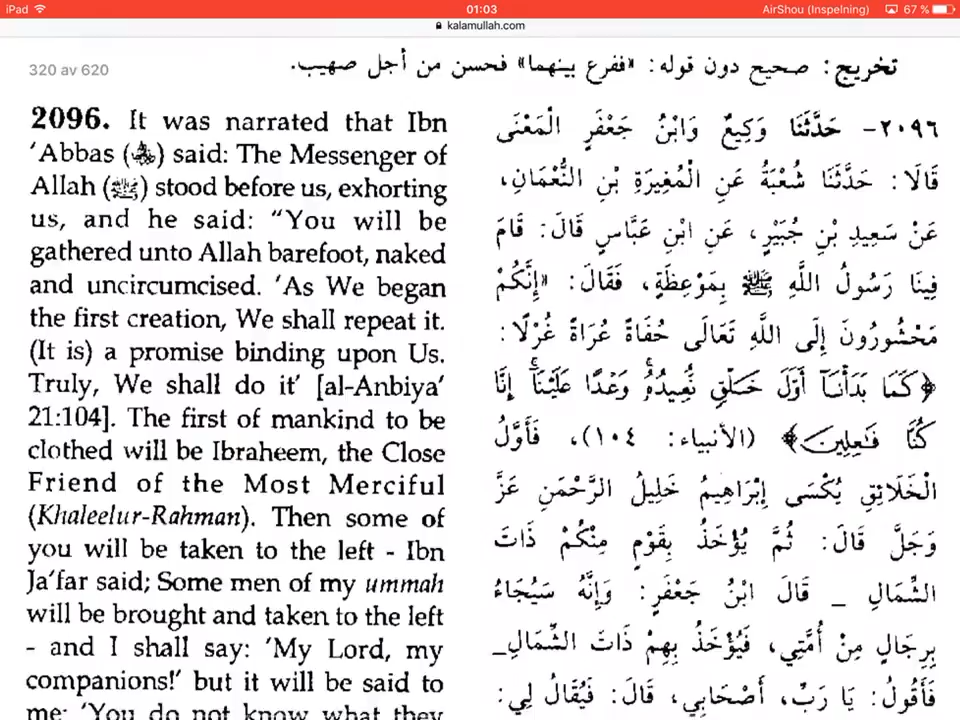 iPad 01:03 AirShou (Inspelning) 67 %
kalamullah.com
320 av 620
تخريج: صحيح دون قوله: «ففرع بينهما» فحسن من أجل صهيب.
2096. It was narrated that Ibn
'Abbas () said: The Messenger of
Allah (ﷺ) stood before us, exhorting
us, and he said: "You will be
gathered unto Allah barefoot, naked
and uncircumcised. 'As We began
the first creation, We shall repeat it.
(It is) a promise binding upon Us.
Truly, We shall do it' [al-Anbiya'
21:104]. The first of mankind to be
clothed will be Ibraheem, the Close
Friend of the Most Merciful
(Khaleelur-Rahman). Then some of
you will be taken to the left - Ibn
Ja'far said; Some men of my ummah
will be brought and taken to the left
- and I shall say: 'My Lord, my
companions!' but it will be said to
me: 'You do not know what they
٢٠٩٦- حَدَّثَنَا وَكِيعٌ وَابْنُ جَعْفَرٍ الْمَعْنَى
قَالَا: حَدَّثَنَا شُعْبَةُ عَنِ الْمُغِيرَةِ بْنِ النُّعْمَانِ،
عَنْ سَعِيدِ بْنِ جُبَيْرٍ، عَنِ ابْنِ عَبَّاسٍ قَالَ: قَامَ
فِينَا رَسُولُ اللَّهِ ﷺ بِمَوْعِظَةٍ، فَقَالَ: «إِنَّكُمْ
مَحْشُورُونَ إِلَى اللَّهِ تَعَالَى حُفَاةً عُرَاةً غُرْلًا:
﴿كَمَا بَدَأْنَا أَوَّلَ خَلْقٍ نُعِيدُهُ وَعْدًا عَلَيْنَا إِنَّا
كُنَّا فَاعِلِينَ﴾ (الأنبياء: ١٠٤)، فَأَوَّلُ
الْخَلَائِقِ يُكْسَى إِبْرَاهِيمُ خَلِيلُ الرَّحْمَنِ عَزَّ
وَجَلَّ قَالَ: ثُمَّ يُؤْخَذُ بِقَوْمٍ مِنْكُمْ ذَاتَ
الشِّمَالِ _ قَالَ ابْنُ جَعْفَرٍ: وَإِنَّهُ سَيُجَاءُ
بِرِجَالٍ مِنْ أُمَّتِي، فَيُؤْخَذُ بِهِمْ ذَاتَ الشِّمَالِ_
فَأَقُولُ: يَا رَبِّ، أَصْحَابِي، قَالَ: فَيُقَالُ لِي: